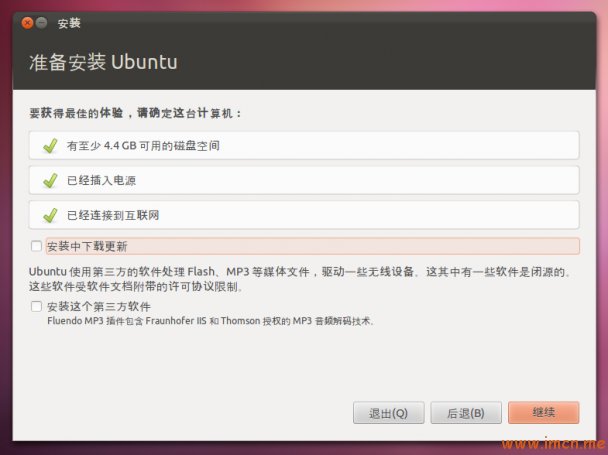 安装
准备安装 Ubuntu
要获得最佳的体验，请确定这台计算机：
有至少 4.4 GB 可用的磁盘空间
已经插入电源
已经连接到互联网
安装中下载更新
Ubuntu 使用第三方的软件处理 Flash、MP3 等媒体文件，驱动一些无线设备。这其中有一些软件是闭源的。
这些软件受软件文档附带的许可协议限制。
安装这个第三方软件
Fluendo MP3 插件包含 Fraunhofer IIS 和 Thomson 授权的 MP3 音频解码技术。
退出(Q) 后退(B) 继续
www.imcn.me